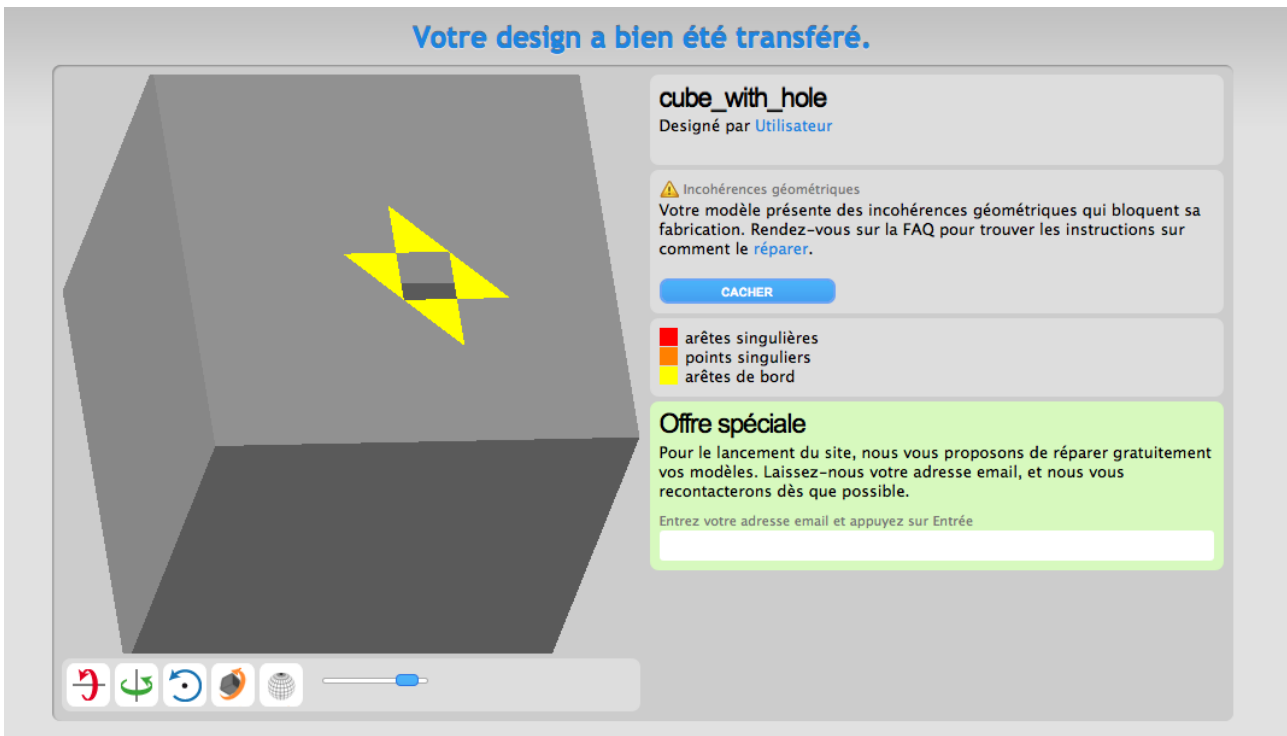 Votre design a bien été transféré.
cube_with_hole
Designé par Utilisateur
Incohérences géométriques
Votre modèle présente des incohérences géométriques qui bloquent sa
fabrication. Rendez-vous sur la FAQ pour trouver les instructions sur
comment le réparer.
CACHER
arêtes singulières
points singuliers
arêtes de bord
Offre spéciale
Pour le lancement du site, nous vous proposons de réparer gratuitement
vos modèles. Laissez-nous votre adresse email, et nous vous
recontacterons dès que possible.
Entrez votre adresse email et appuyez sur Entrée